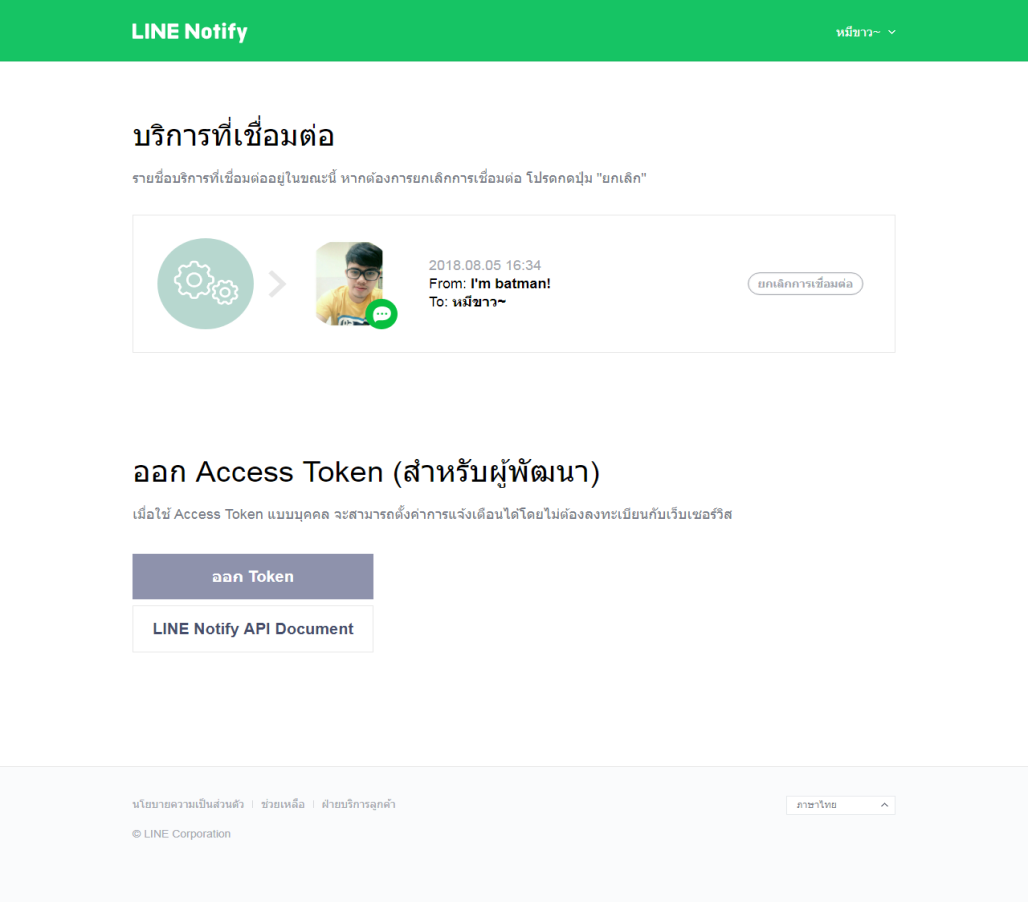 LINE Notify
หมีขาว~
บริการที่เชื่อมต่อ
รายชื่อบริการที่เชื่อมต่ออยู่ในขณะนี้ หากต้องการยกเลิกการเชื่อมต่อ โปรดกดปุ่ม "ยกเลิก"
2018.08.05 16:34
From: I'm batman!
To: หมีขาว~
ยกเลิกการเชื่อมต่อ
ออก Access Token (สำหรับผู้พัฒนา)
เมื่อใช้ Access Token แบบบุคคล จะสามารถตั้งค่าการแจ้งเตือนได้โดยไม่ต้องลงทะเบียนกับเว็บเซอร์วิส
ออก Token
LINE Notify API Document
นโยบายความเป็นส่วนตัว | ช่วยเหลือ | ฝ่ายบริการลูกค้า
ภาษาไทย
© LINE Corporation